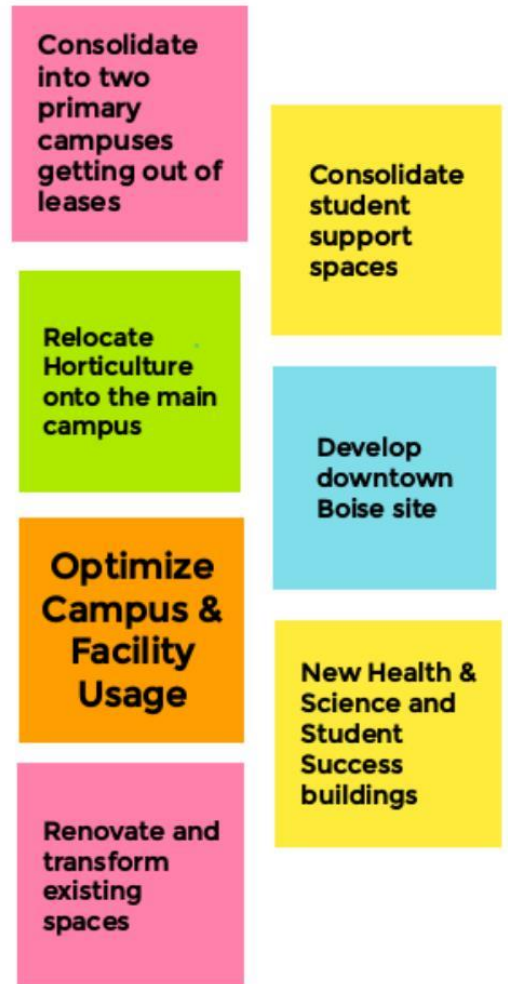 Consolidate
into two
primary
campuses
getting out of
leases
Consolidate
student
support
spaces
Relocate
Horticulture
onto the main
campus
Develop
downtown
Boise site
Optimize
Campus &
Facility
Usage
New Health &
Science and
Student
Success
buildings
Renovate and
transform
existing
spaces